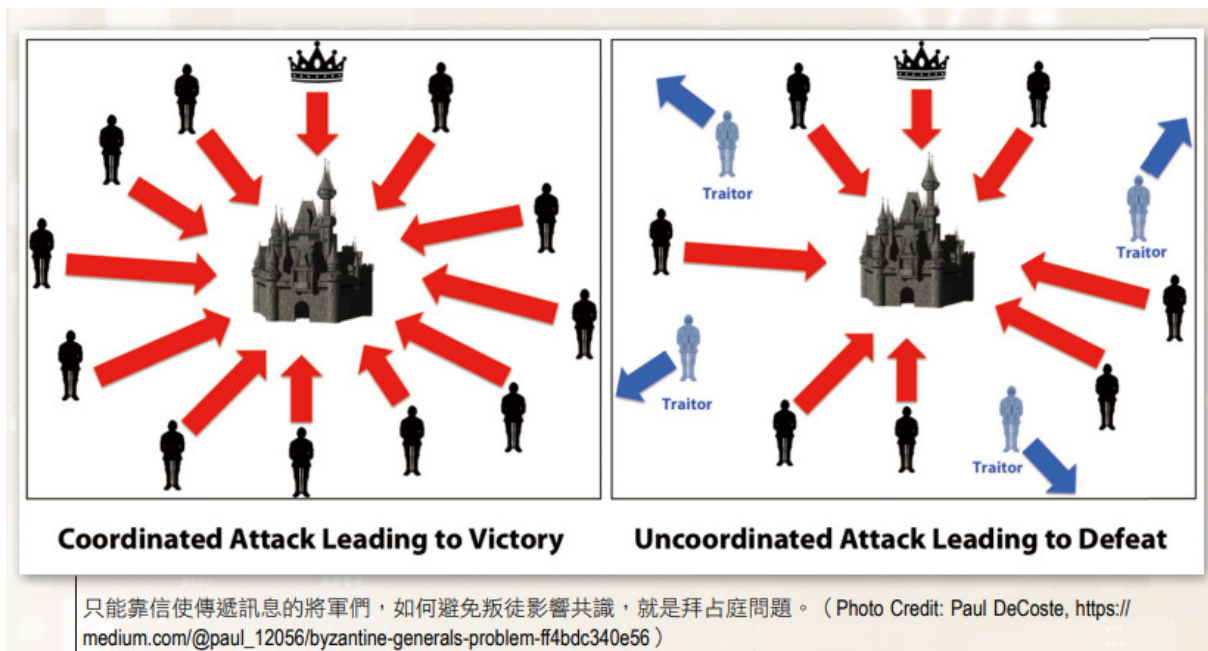 Traitor
Traitor
Traitor
Traitor
Coordinated Attack Leading to Victory
Uncoordinated Attack Leading to Defeat
只能靠信使傳遞訊息的將軍們，如何避免叛徒影響共識，就是拜占庭問題。（Photo Credit: Paul DeCoste, https://
medium.com/@paul_12056/byzantine-generals-problem-ff4bdc340e56）